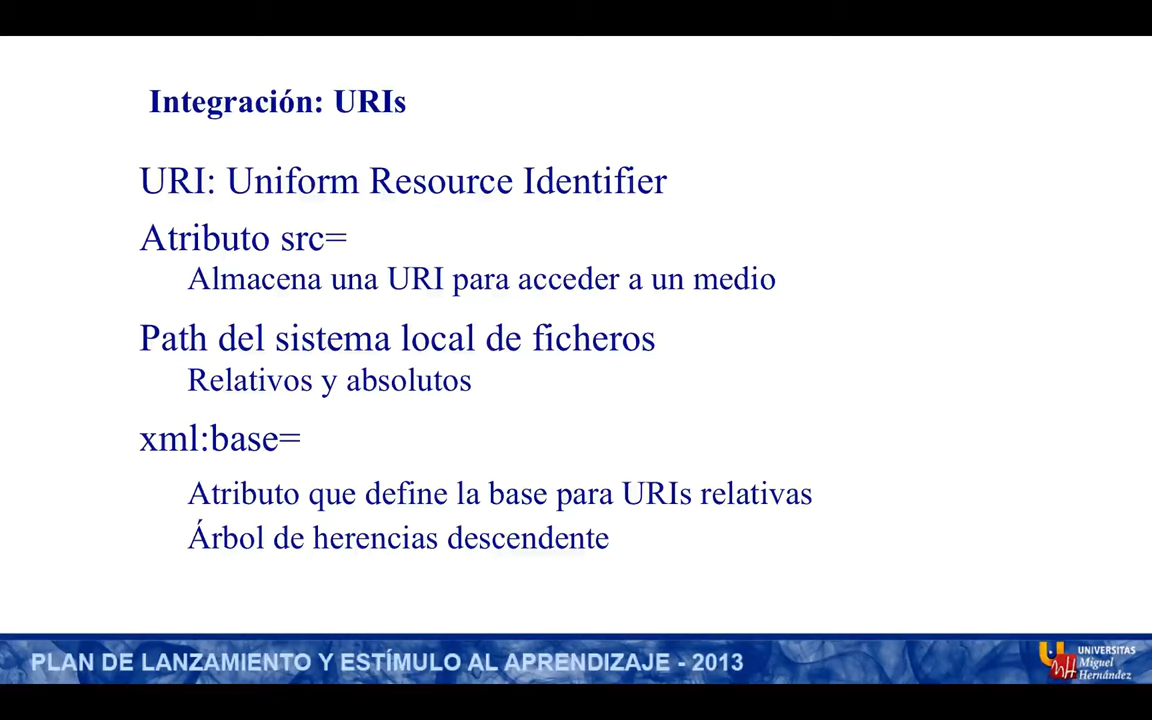 Integración: URIs
URI: Uniform Resource Identifier
Atributo src=
Almacena una URI para acceder a un medio
Path del sistema local de ficheros
Relativos y absolutos
xml:base=
Atributo que define la base para URIs relativas
Árbol de herencias descendente
PLAN DE LANZAMIENTO Y ESTÍMULO AL APRENDIZAJE - 2013
UNIVERSITAS
Miguel
Hernández